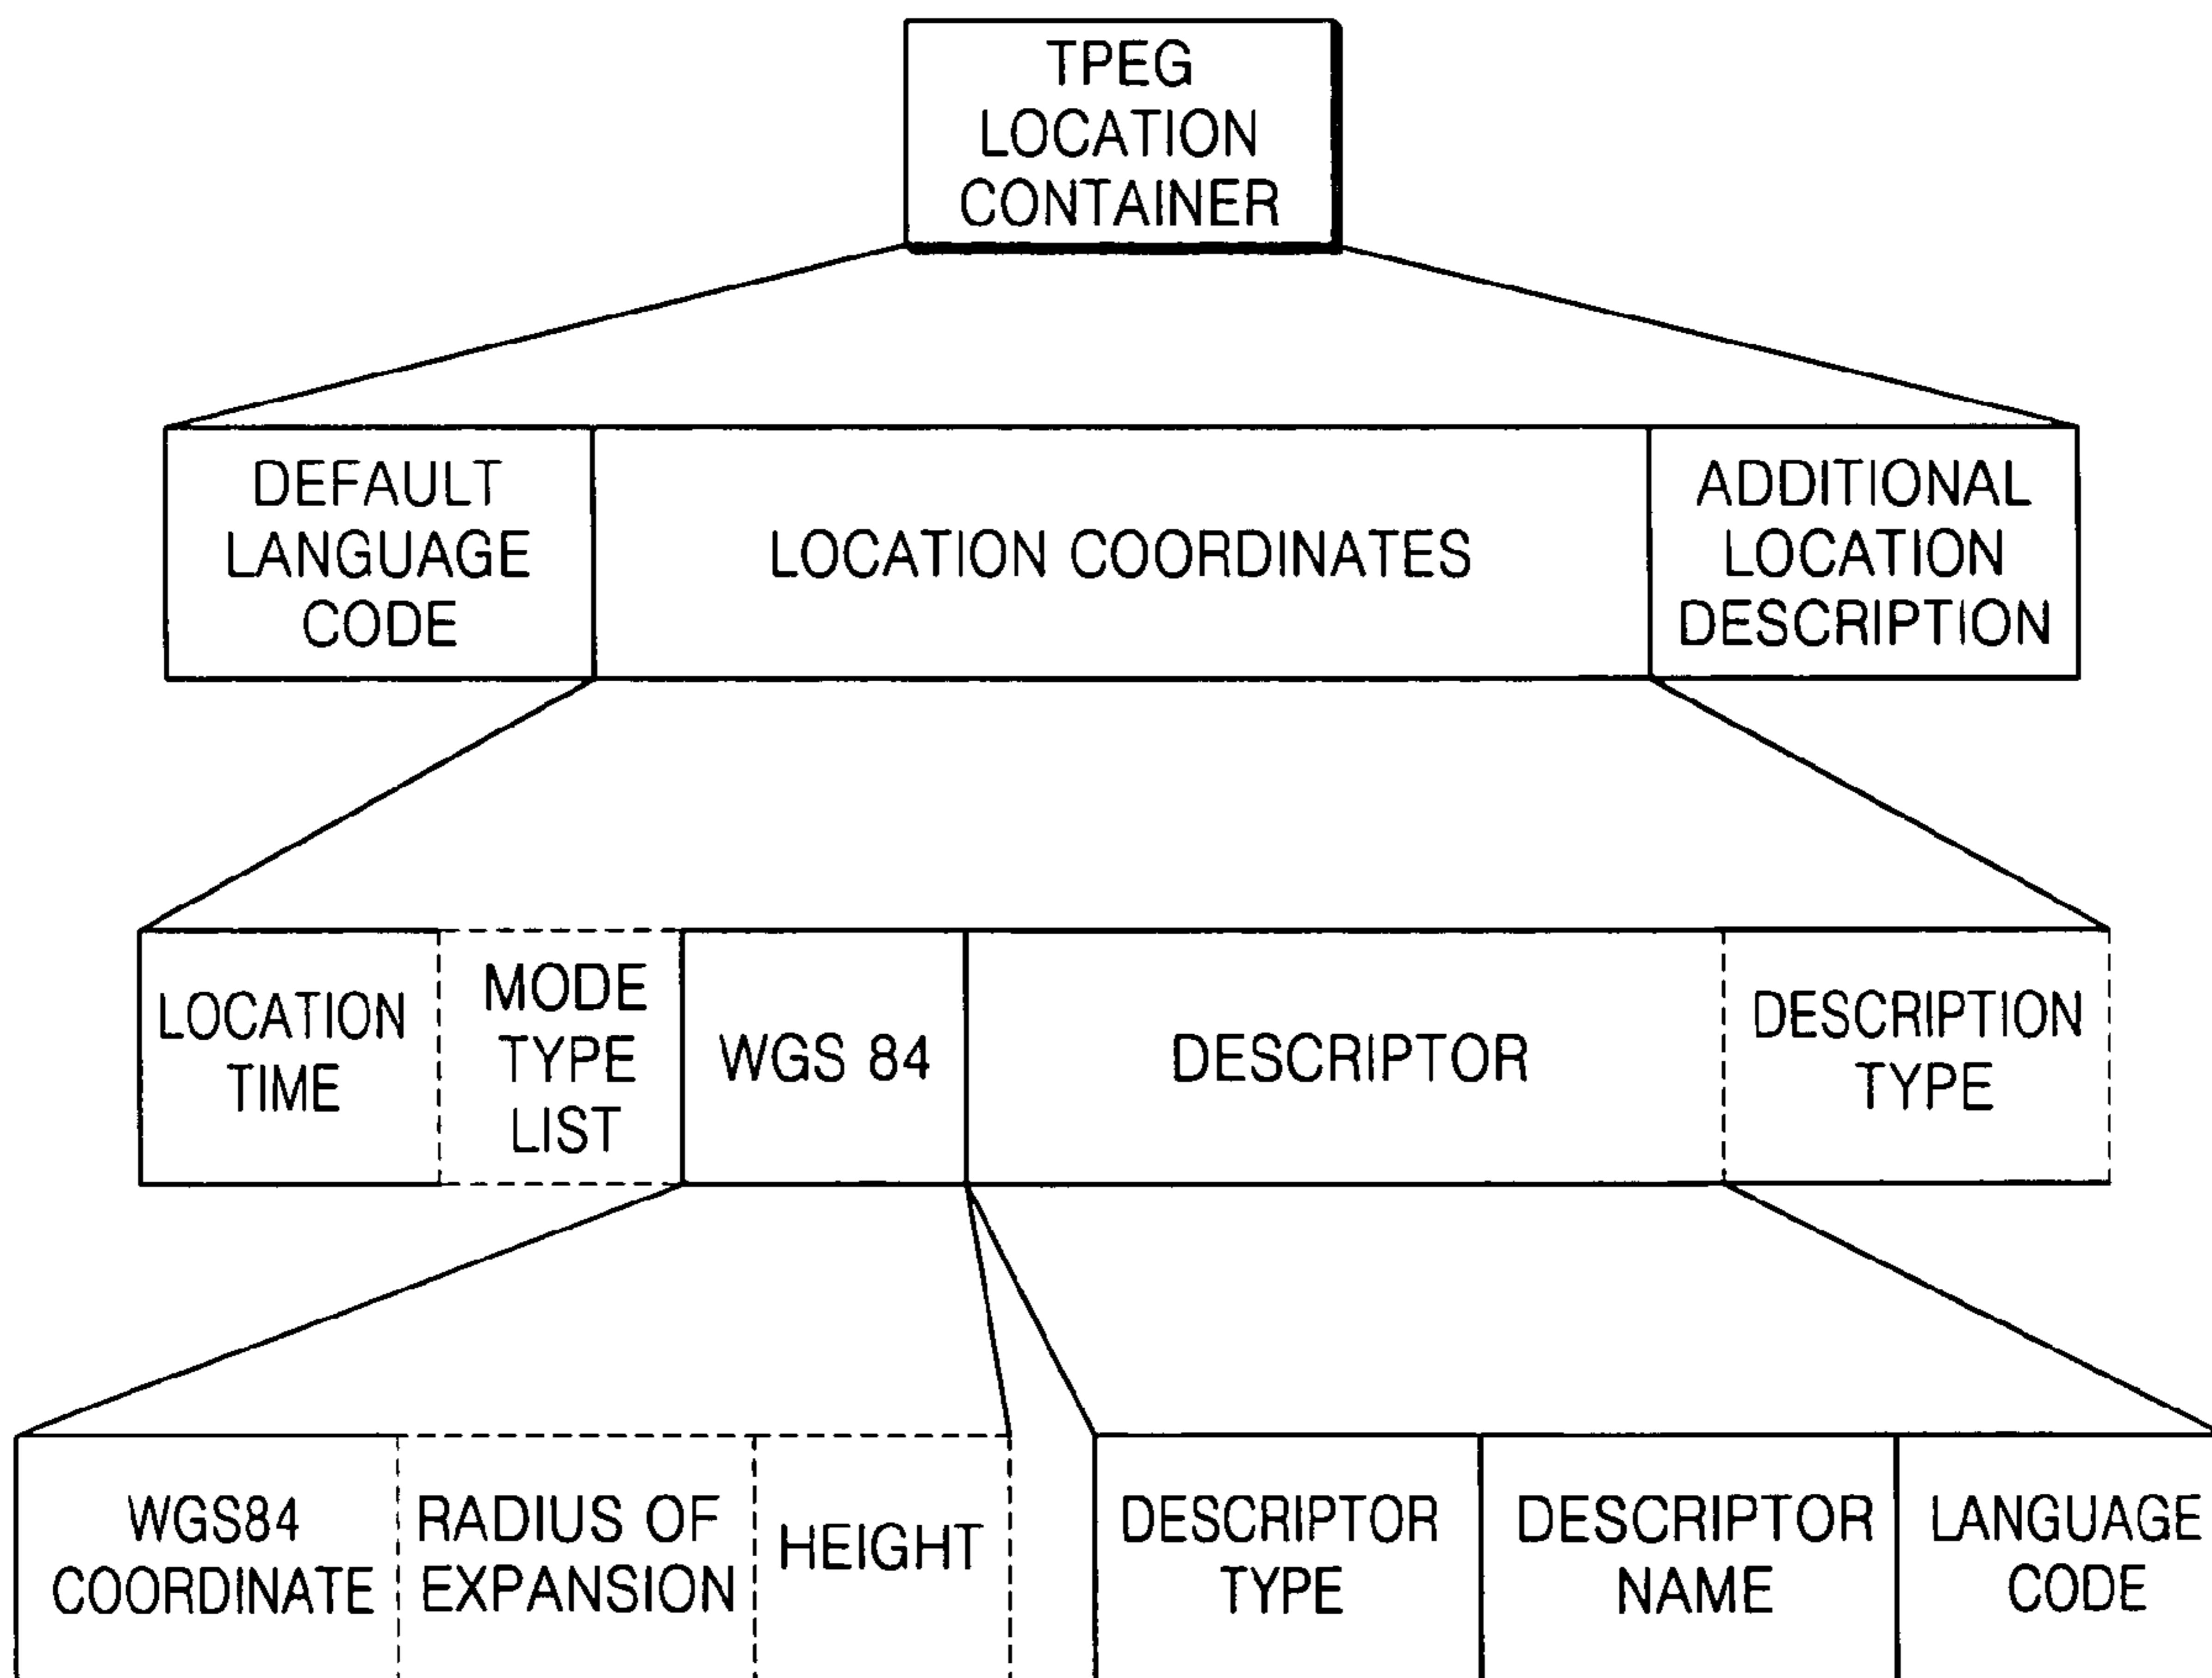 TPEG
LOCATION
CONTAINER
DEFAULT
LANGUAGE
CODE
LOCATION COORDINATES
ADDITIONAL
LOCATION
DESCRIPTION
LOCATION
TIME
MODE
TYPE
LIST
WGS 84
DESCRIPTOR
DESCRIPTION
TYPE
WGS84
COORDINATE
RADIUS OF
EXPANSION
HEIGHT
DESCRIPTOR
TYPE
DESCRIPTOR
NAME
LANGUAGE
CODE